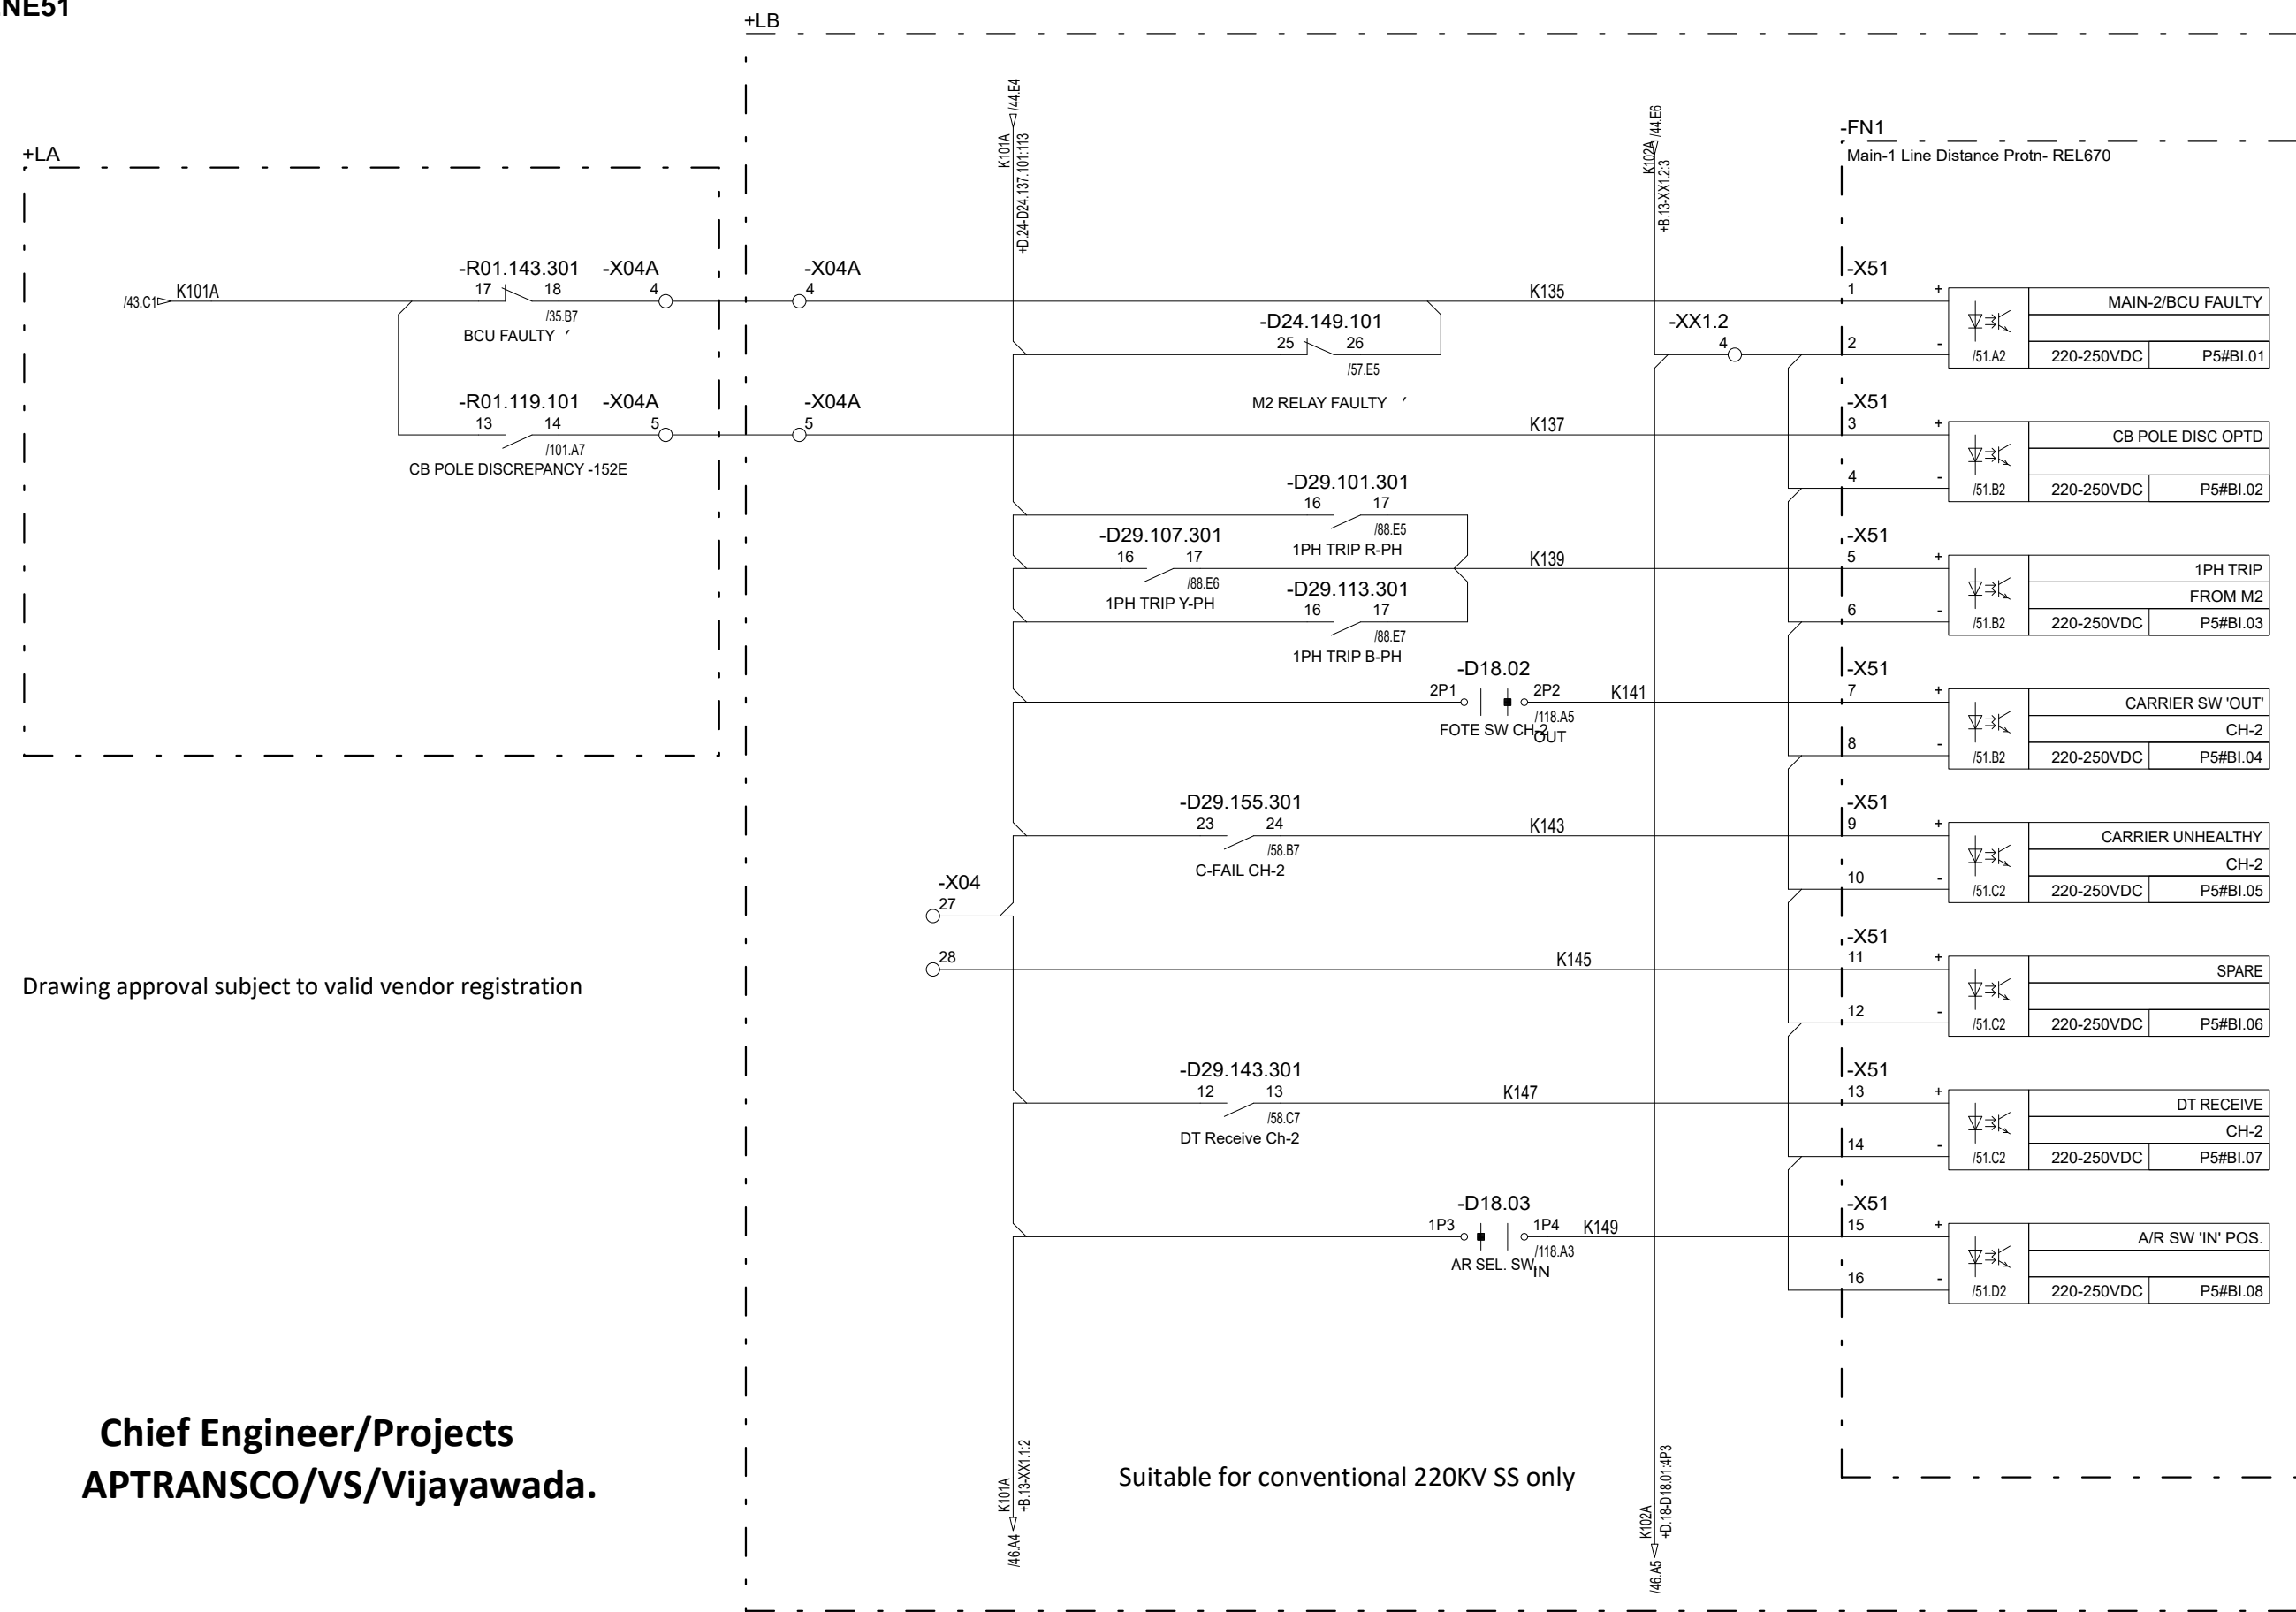 NE51
+LB
+LA
K101A /44.E4
+D.24-D24.137.101:113
K102A /44.E6
+B.13-XX1.2:3
-FN1
Main-1 Line Distance Protn- REL670
/43.C1 K101A
-R01.143.301 -X04A -X04A
17 18 4 4
/35.B7
BCU FAULTY
K135
-X51
1 +
2 -
MAIN-2/BCU FAULTY
/51.A2 220-250VDC P5#BI.01
-D24.149.101
25 26
/57.E5
M2 RELAY FAULTY
-XX1.2
4
-R01.119.101 -X04A -X04A
13 14 5 5
/101.A7
CB POLE DISCREPANCY -152E
K137
-X51
3 +
4 -
CB POLE DISC OPTD
/51.B2 220-250VDC P5#BI.02
-D29.101.301
16 17
/88.E5
1PH TRIP R-PH
-D29.107.301
16 17
/88.E6
1PH TRIP Y-PH
-D29.113.301
16 17
/88.E7
1PH TRIP B-PH
K139
-X51
5 +
6 -
1PH TRIP
FROM M2
/51.B2 220-250VDC P5#BI.03
-D18.02
2P1 2P2 K141
/118.A5
FOTE SW CH-2
OUT
-X51
7 +
8 -
CARRIER SW 'OUT'
CH-2
/51.B2 220-250VDC P5#BI.04
-D29.155.301
23 24
/58.B7
C-FAIL CH-2
K143
-X51
9 +
10 -
CARRIER UNHEALTHY
CH-2
/51.C2 220-250VDC P5#BI.05
-X04
27
28
K145
-X51
11 +
12 -
SPARE
/51.C2 220-250VDC P5#BI.06
Drawing approval subject to valid vendor registration
-D29.143.301
12 13
/58.C7
DT Receive Ch-2
K147
-X51
13 +
14 -
DT RECEIVE
CH-2
/51.C2 220-250VDC P5#BI.07
-D18.03
1P3 1P4 K149
/118.A3
AR SEL. SW.
IN
-X51
15 +
16 -
A/R SW 'IN' POS.
/51.D2 220-250VDC P5#BI.08
Chief Engineer/Projects
APTRANSCO/VS/Vijayawada.
Suitable for conventional 220KV SS only
/46.A4 K101A
+B.13-XX1.1:2
/46.A5 K102A
+D.18-D18.01:4P3